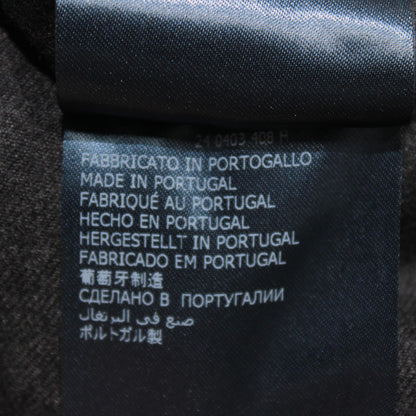 24 0403 408 H
FABBRICATO IN PORTOGALLO
MADE IN PORTUGAL
FABRIQUÉ AU PORTUGAL
HECHO EN PORTUGAL
HERGESTELLT IN PORTUGAL
FABRICADO EM PORTUGAL
葡萄牙制造
СДЕЛАНО В ПОРТУГАЛИИ
صنع في البرتغال
ポルトガル製